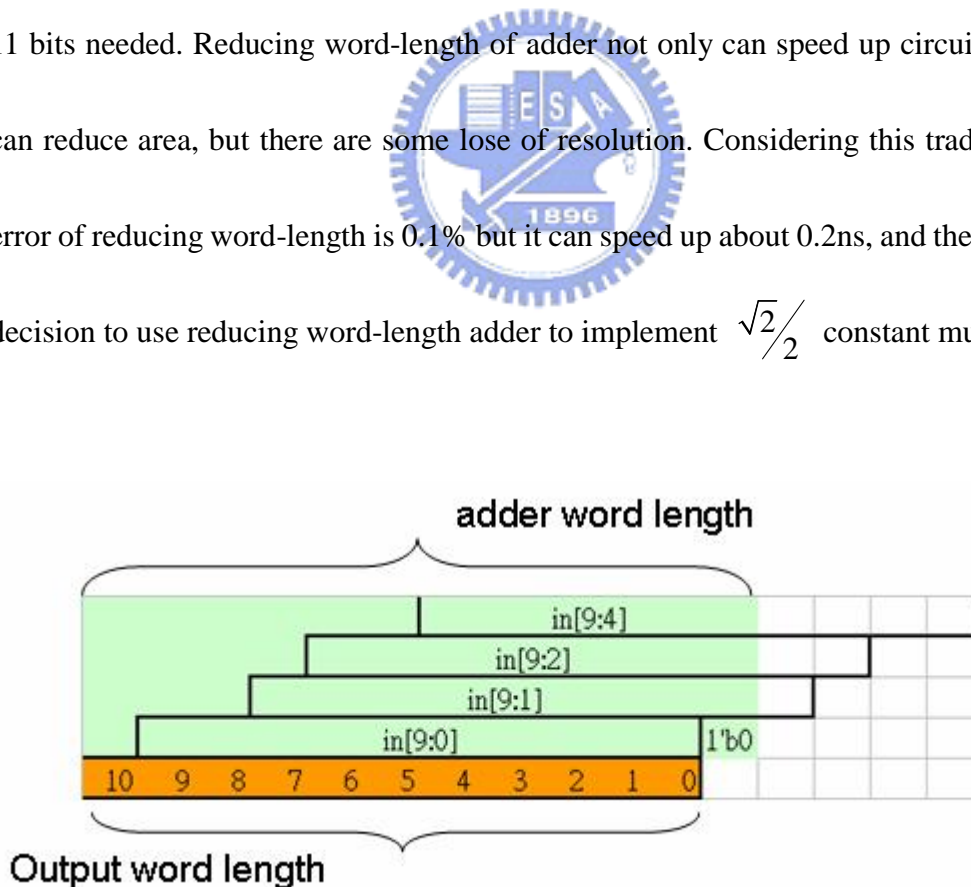 11 bits needed. Reducing word-length of adder not only can speed up circui
can reduce area, but there are some lose of resolution. Considering this trad
error of reducing word-length is 0.1% but it can speed up about 0.2ns, and the
decision to use reducing word-length adder to implement √2/2 constant mu
E S A
1896
adder word length
in[9:4]
in[9:2]
in[9:1]
in[9:0] 1'b0
10 9 8 7 6 5 4 3 2 1 0
Output word length